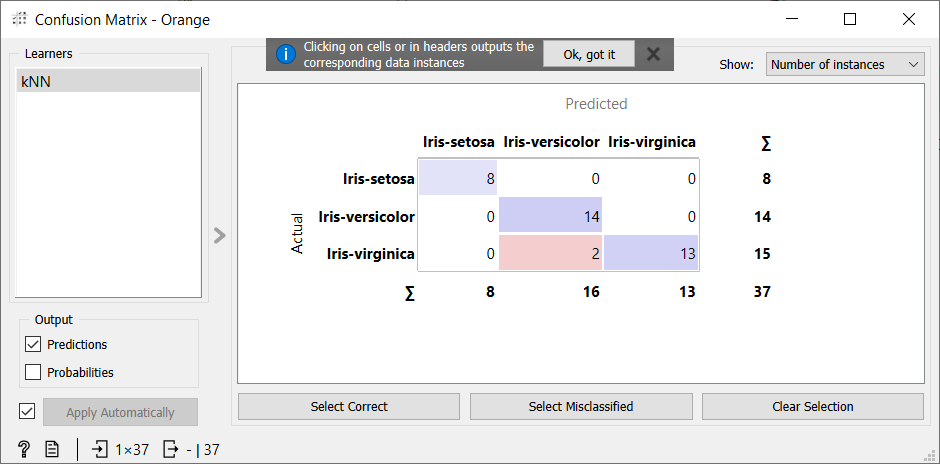 Confusion Matrix - Orange
Learners
kNN
Clicking on cells or in headers outputs the
corresponding data instances
Ok, got it
Show: Number of instances
Predicted
Iris-setosa Iris-versicolor Iris-virginica ∑
Actual
Iris-setosa 8 0 0 8
Iris-versicolor 0 14 0 14
Iris-virginica 0 2 13 15
∑ 8 16 13 37
Output
Predictions
Probabilities
Apply Automatically
Select Correct Select Misclassified Clear Selection
? 1×37 - | 37